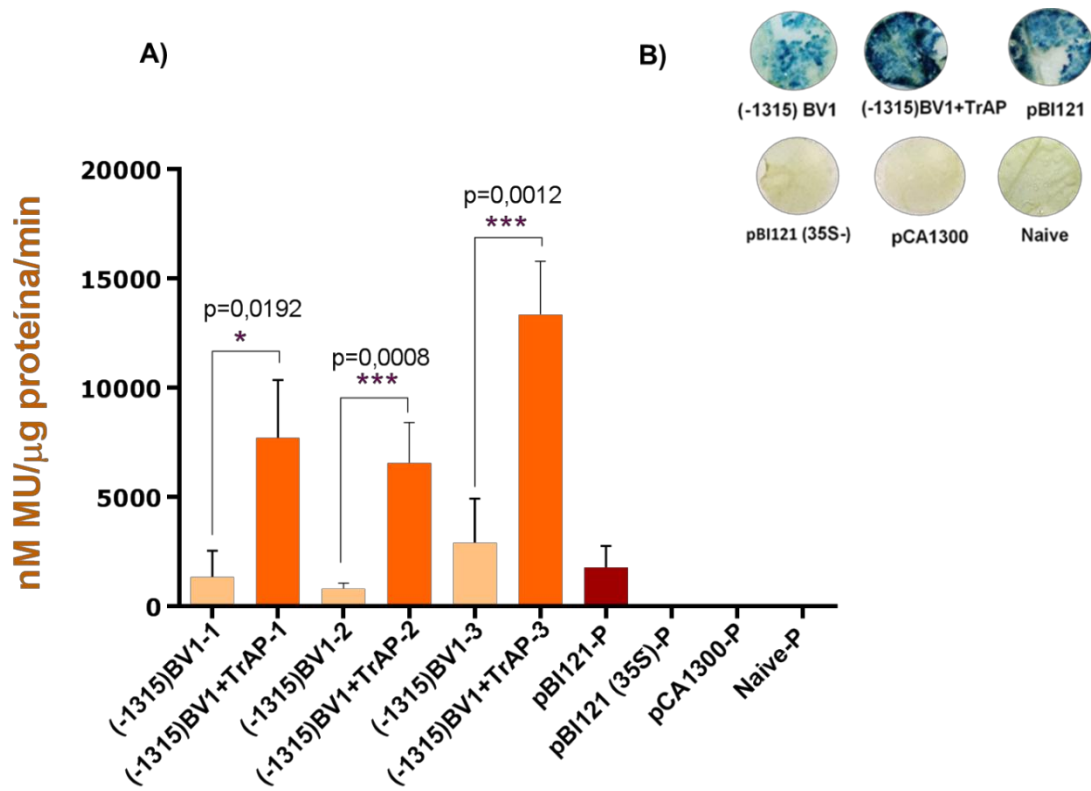 A)
B)
(-1315) BV1
(-1315)BV1+TrAP
pBI121
pBI121 (35S-)
pCA1300
Naive
nM MU/µg proteína/min
20000
15000
10000
5000
0
p=0,0192
*
p=0,0008
***
p=0,0012
***
(-1315)BV1-1
(-1315)BV1+TrAP-1
(-1315)BV1-2
(-1315)BV1+TrAP-2
(-1315)BV1-3
(-1315)BV1+TrAP-3
pBI121-P
pBI121 (35S)-P
pCA1300-P
Naive-P